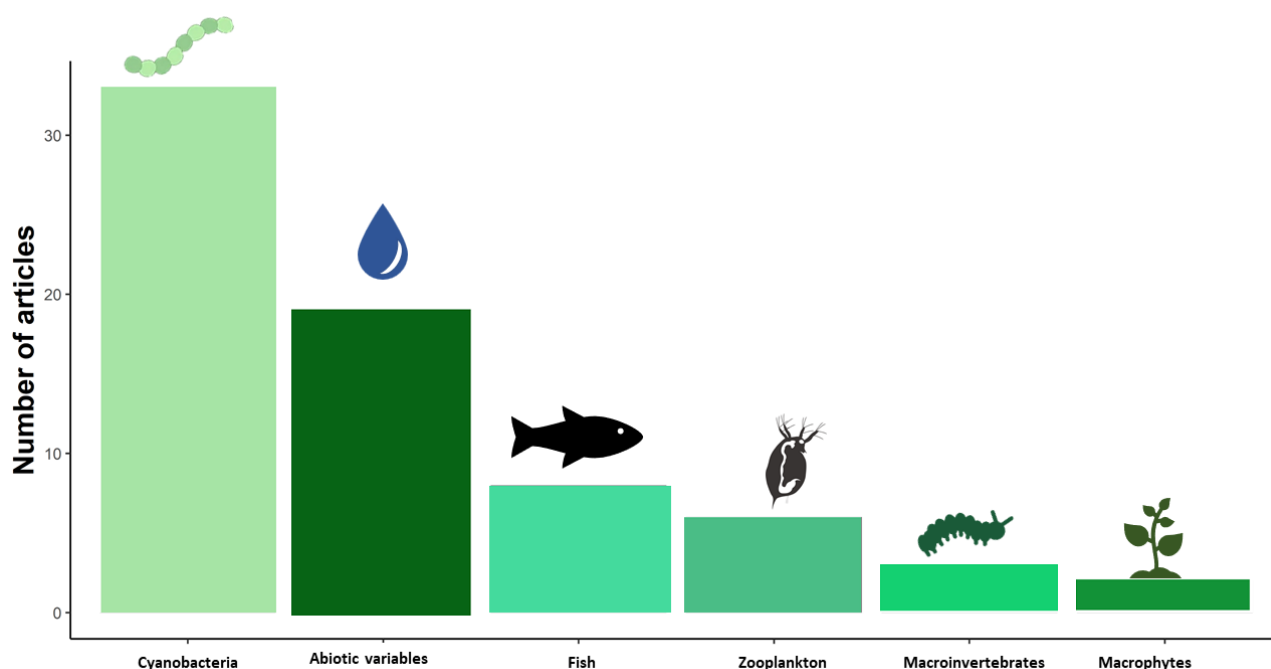 Number of articles
30
20
10
0
Cyanobacteria
Abiotic variables
Fish
Zooplankton
Macroinvertebrates
Macrophytes